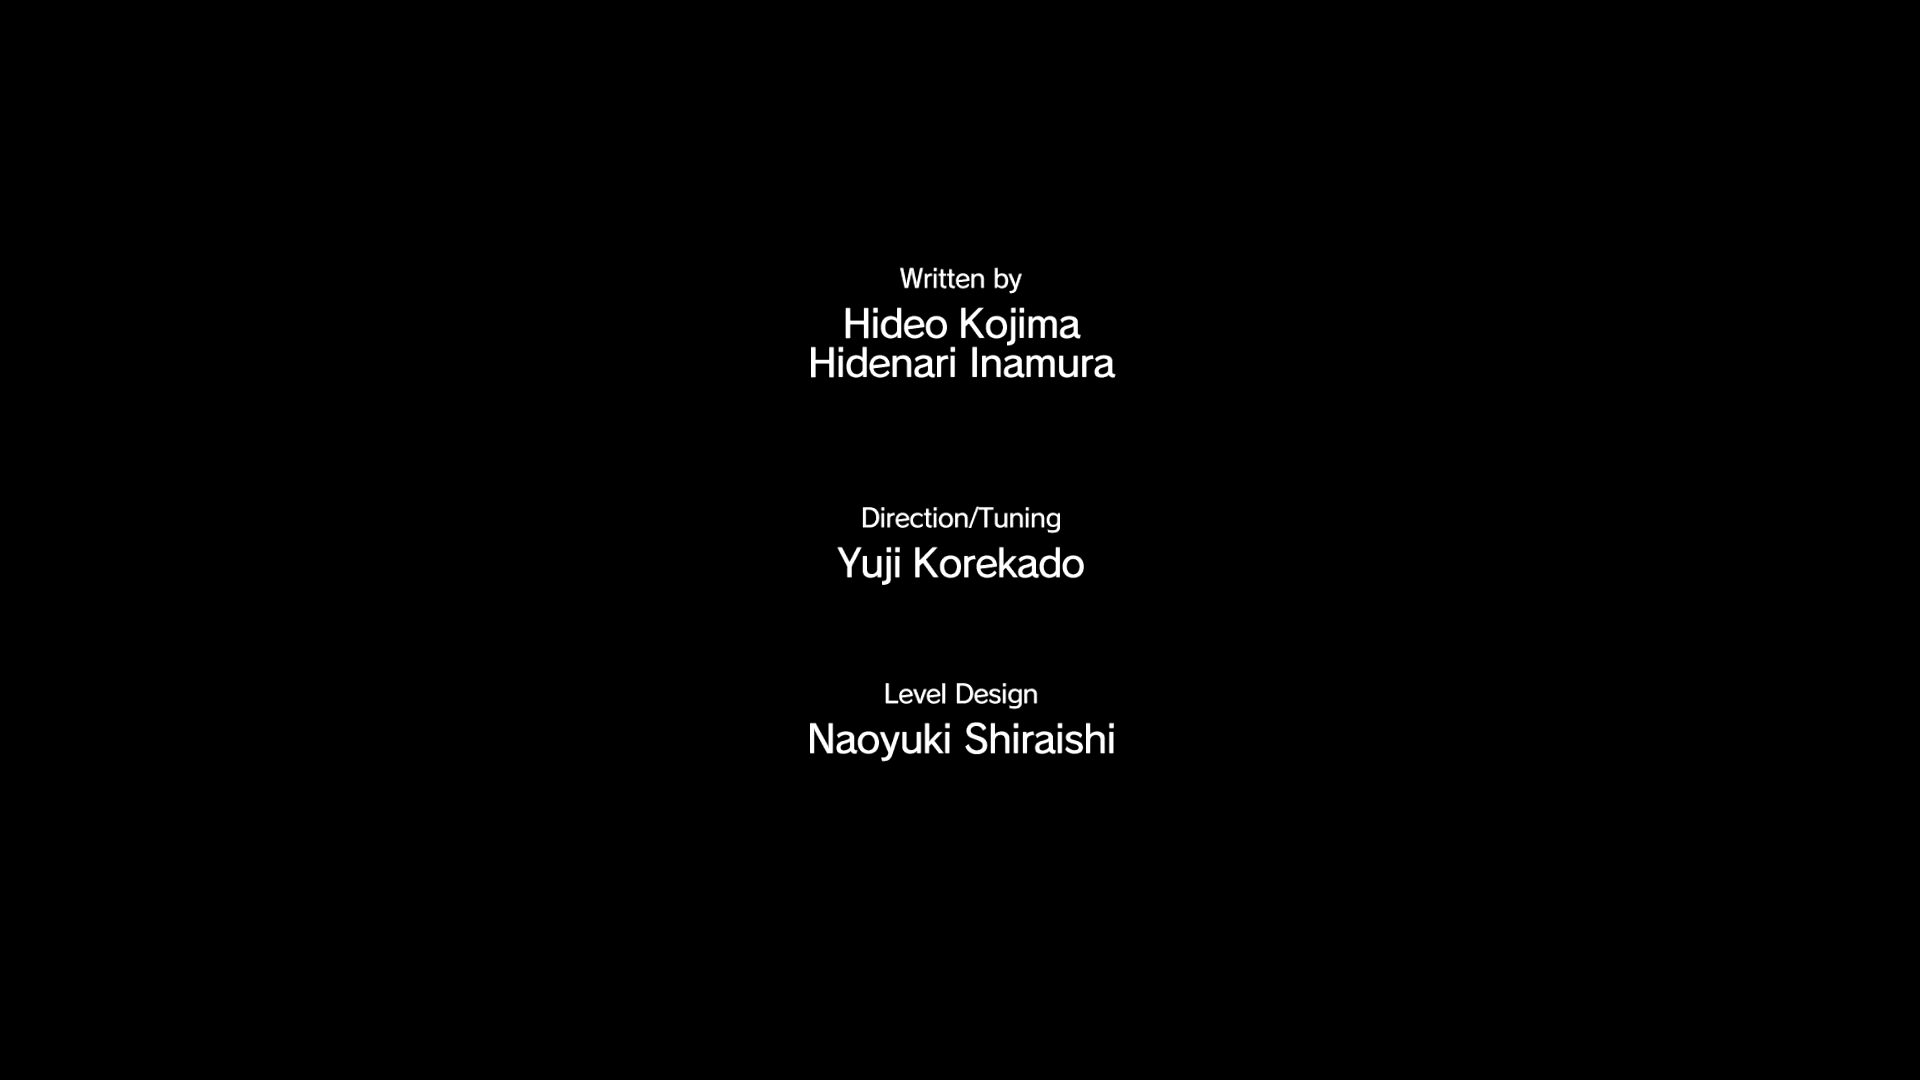 Written by
Hideo Kojima
Hidenari Inamura
Direction/Tuning
Yuji Korekado
Level Design
Naoyuki Shiraishi